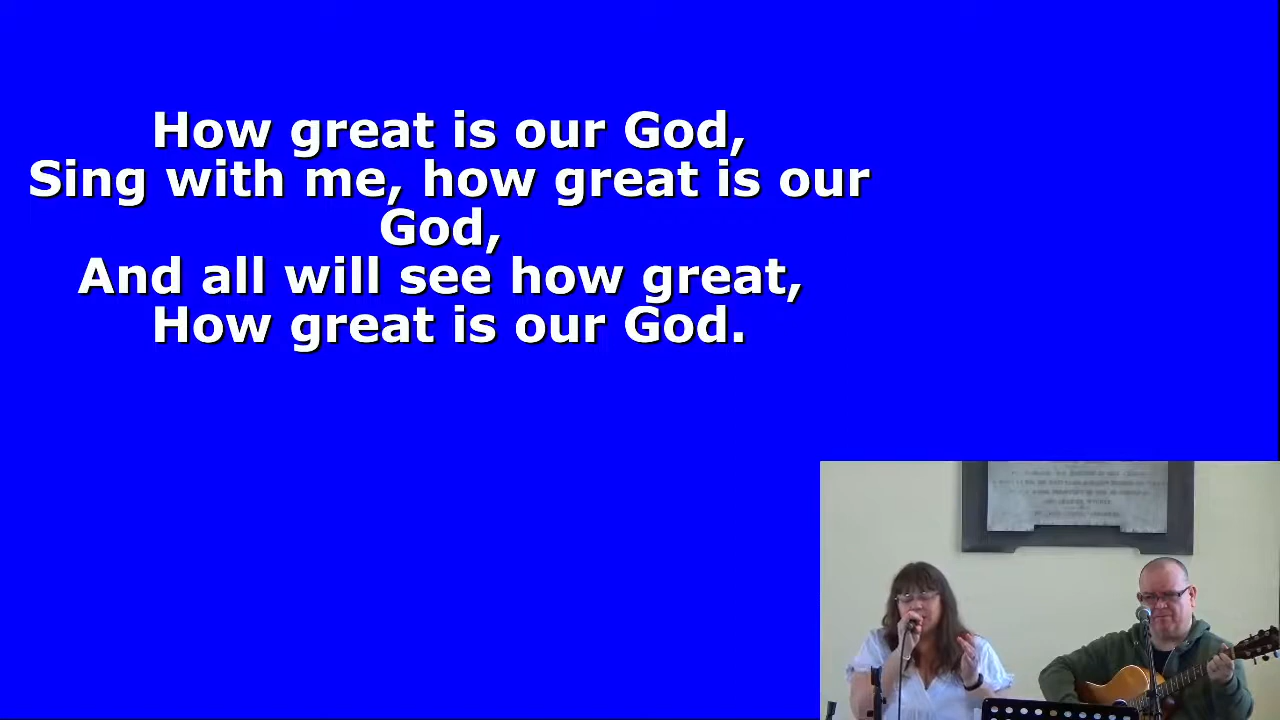 How great is our God,
Sing with me, how great is our
God,
And all will see how great,
How great is our God.